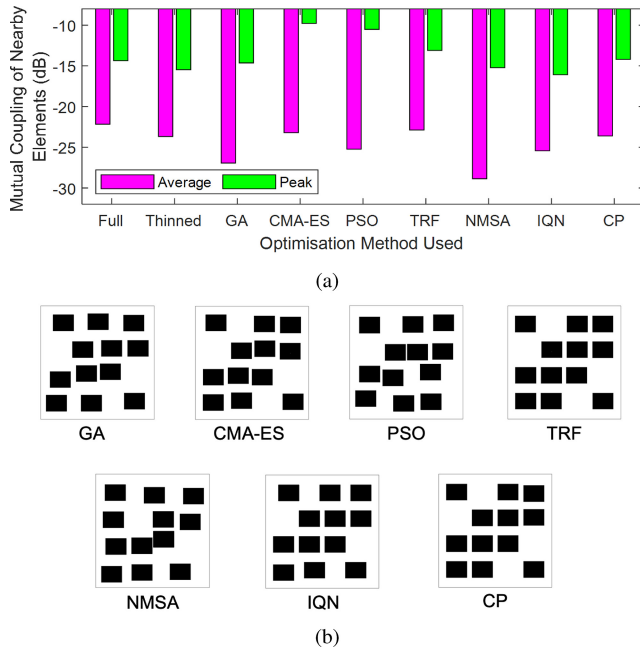 Mutual Coupling of Nearby
Elements (dB)
-10
-15
-20
-25
-30
Average Peak
Full Thinned GA CMA-ES PSO TRF NMSA IQN CP
Optimisation Method Used
(a)
GA CMA-ES PSO TRF
NMSA IQN CP
(b)